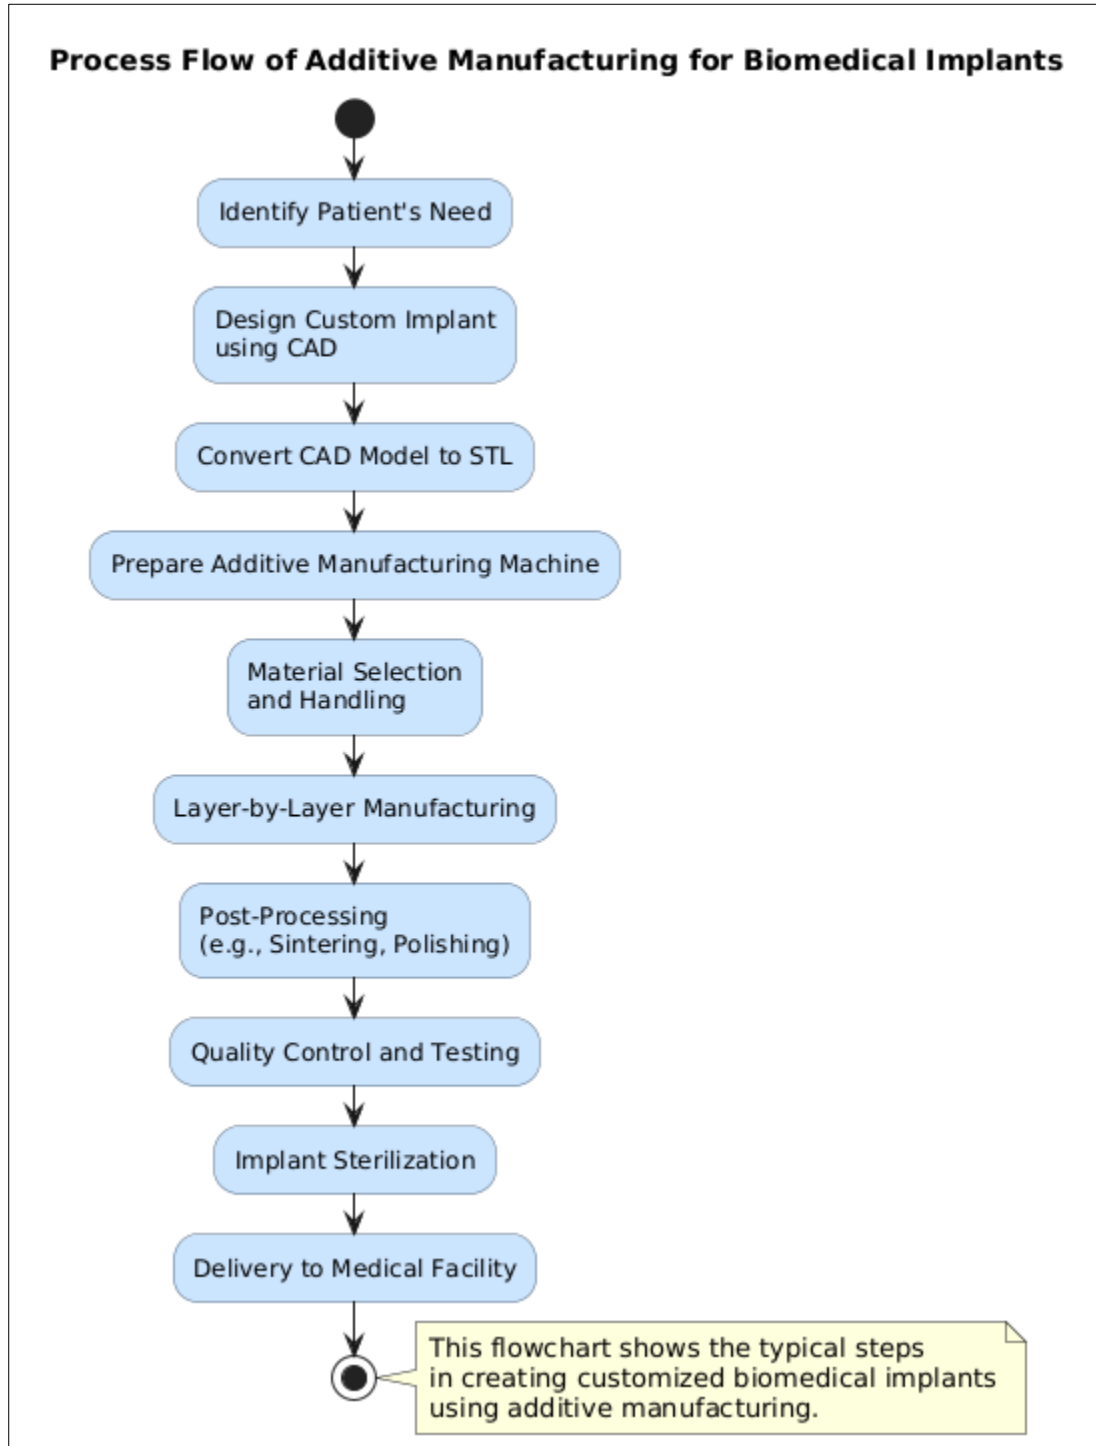 Process Flow of Additive Manufacturing for Biomedical Implants
Identify Patient's Need
Design Custom Implant
using CAD
Convert CAD Model to STL
Prepare Additive Manufacturing Machine
Material Selection
and Handling
Layer-by-Layer Manufacturing
Post-Processing
(e.g., Sintering, Polishing)
Quality Control and Testing
Implant Sterilization
Delivery to Medical Facility
This flowchart shows the typical steps
in creating customized biomedical implants
using additive manufacturing.